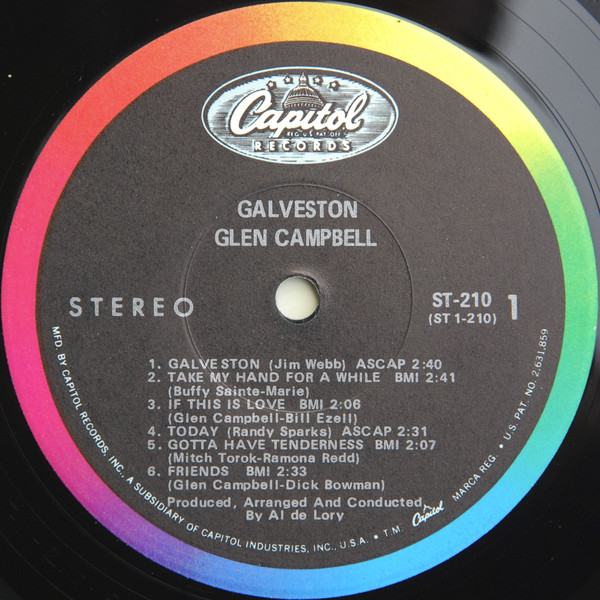 Capitol
REG. U.S. PAT. OFF.
RECORDS
GALVESTON
GLEN CAMPBELL
STEREO
ST-210
(ST 1-210)
1
1. GALVESTON (Jim Webb) ASCAP 2:40
2. TAKE MY HAND FOR A WHILE BMI 2:41
(Buffy Sainte-Marie)
3. IF THIS IS LOVE BMI 2:06
(Glen Campbell-Bill Ezell)
4. TODAY (Randy Sparks) ASCAP 2:31
5. GOTTA HAVE TENDERNESS BMI 2:07
(Mitch Torok-Ramona Redd)
6. FRIENDS BMI 2:33
(Glen Campbell-Dick Bowman)
Produced, Arranged And Conducted
By Al de Lory
MFD. BY CAPITOL RECORDS, INC., A SUBSIDIARY OF CAPITOL INDUSTRIES, INC., U.S.A. • T.M. Capitol MARCA REG. • U.S. PAT. NO. 2,631,859